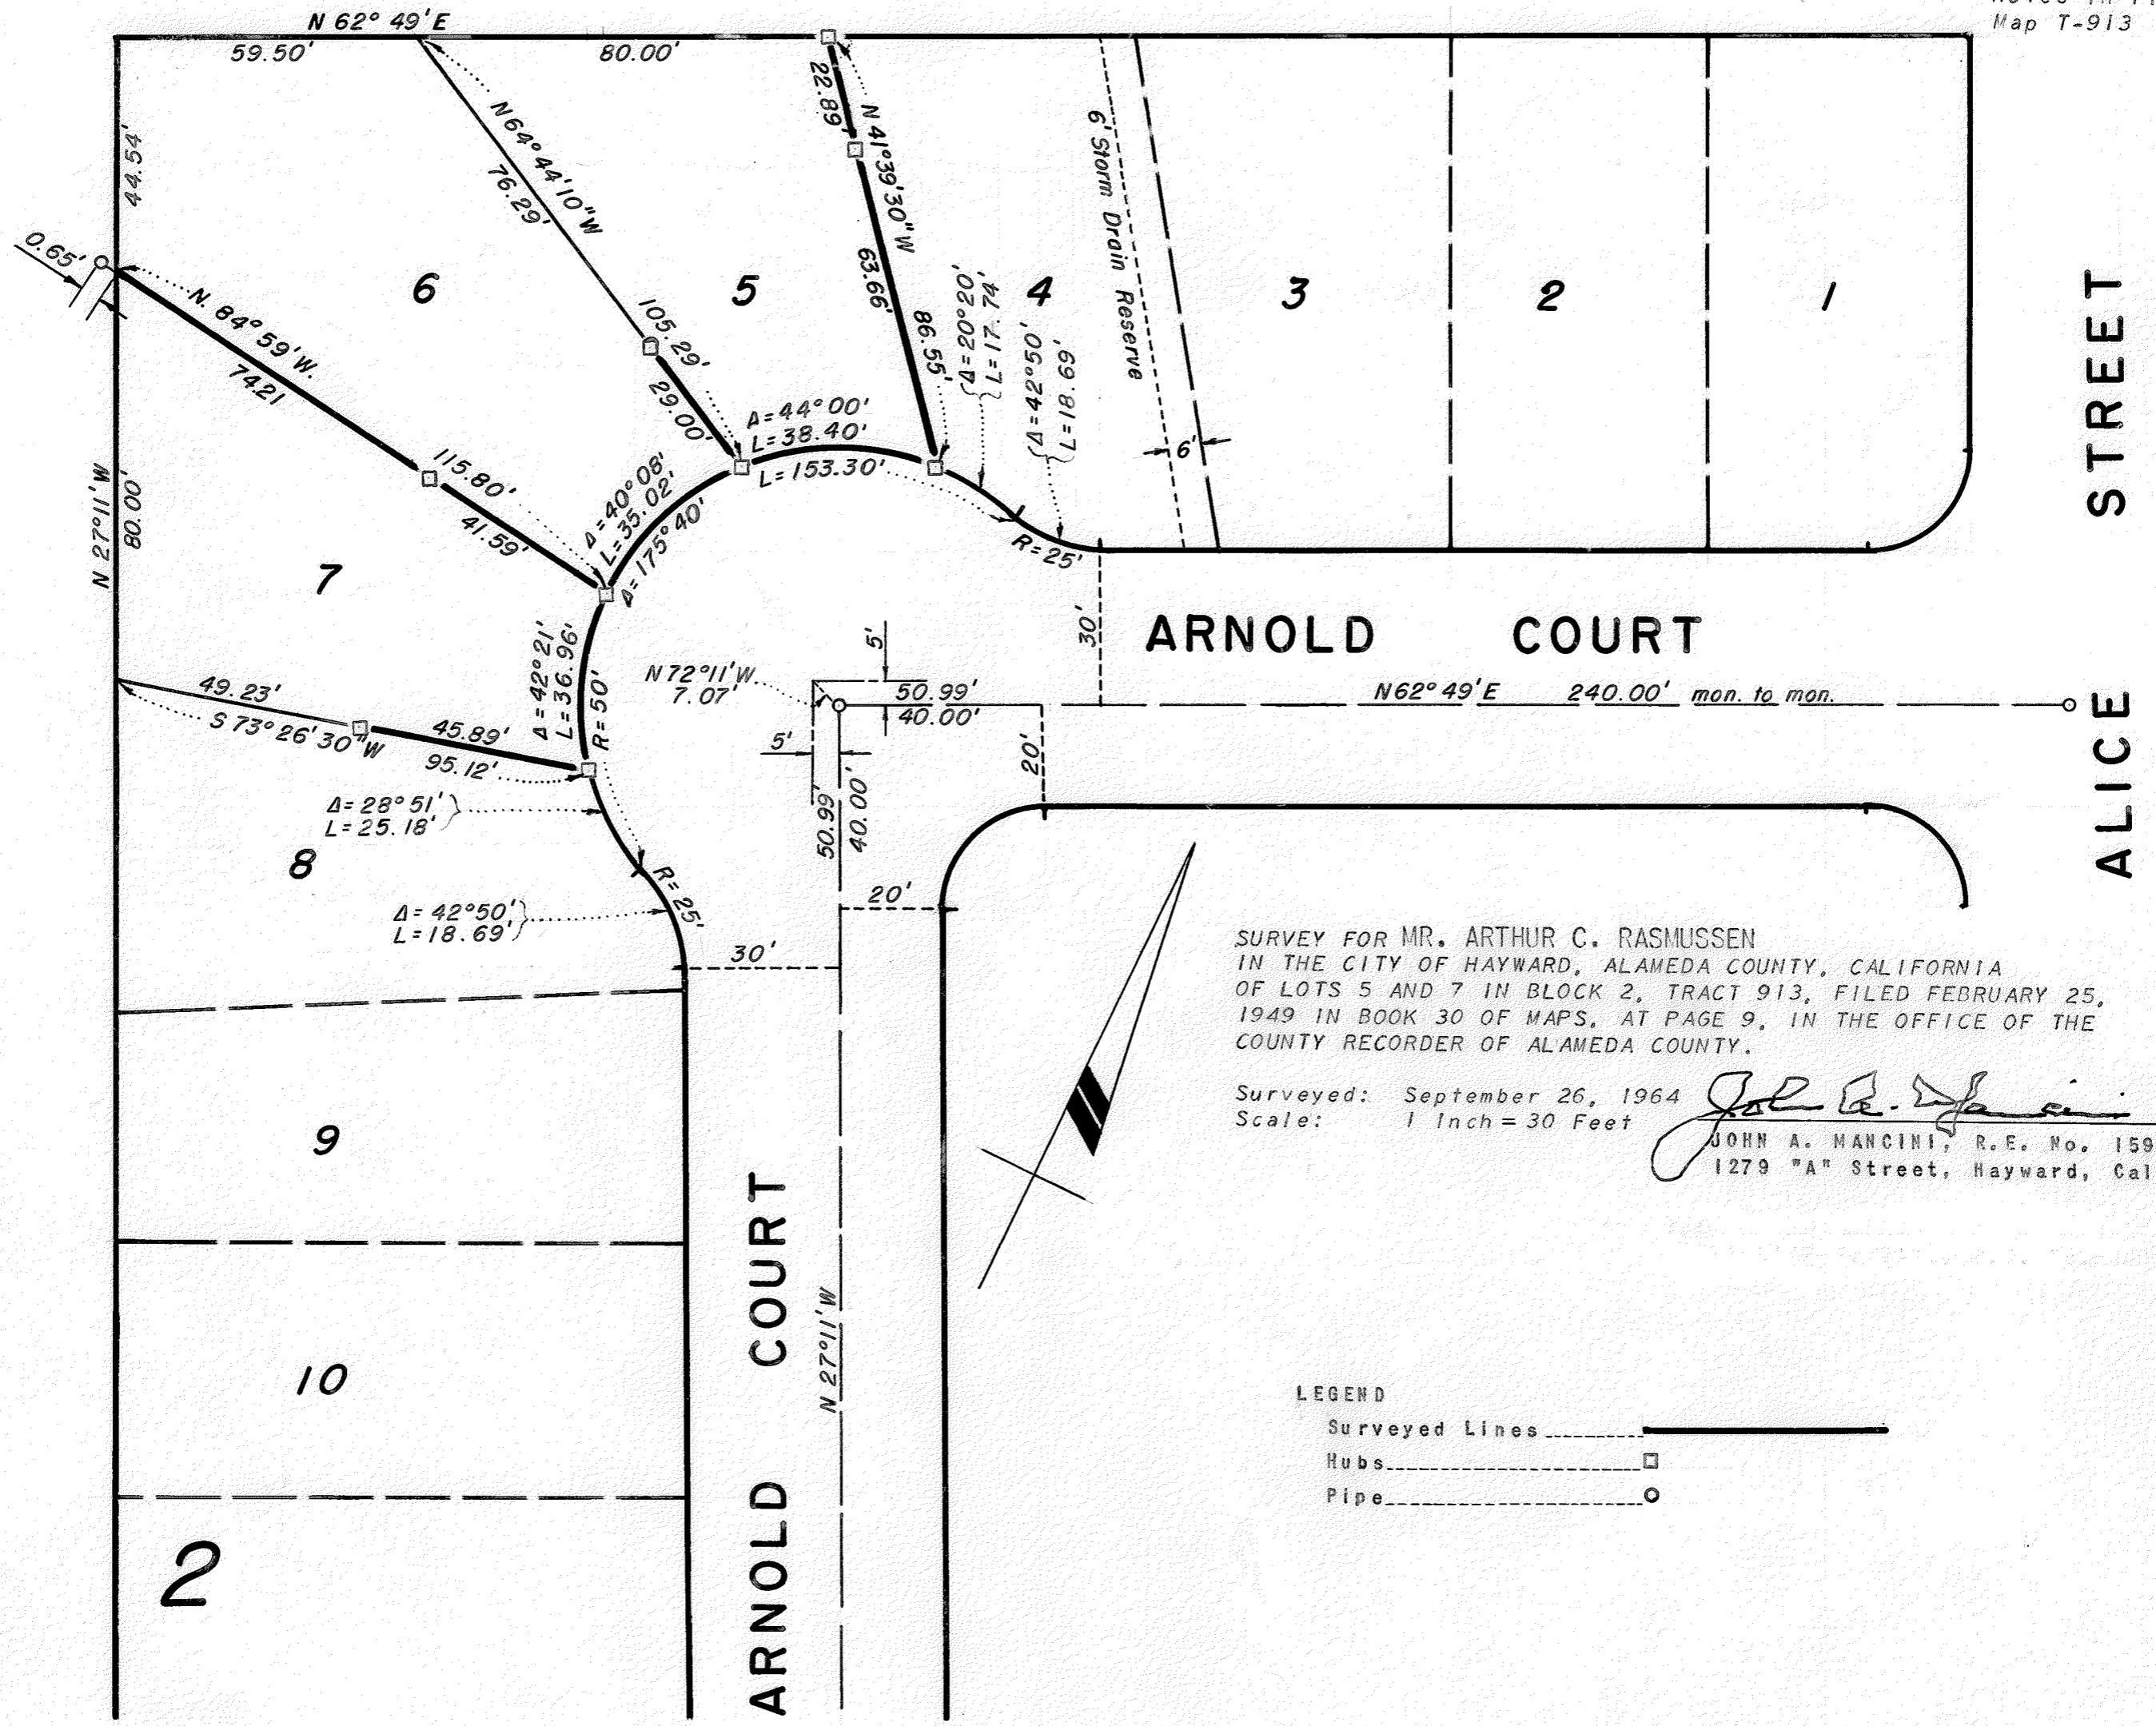 Map T-913
N 62° 49' E
59.50'
80.00'
44.54'
0.65'
N 27° 11' W
80.00'
N. 84° 59' W.
74.21
115.80'
41.59'
N 64° 44' 10" W
76.29'
105.29'
29.00'
22.89'
N 41° 39' 30" W
63.66'
86.55'
Δ = 20° 20'
L = 17.74'
Δ = 42° 50'
L = 18.69'
6' Storm Drain Reserve
6'
6
5
4
3
2
1
7
8
9
10
2
Δ = 44° 00'
L = 38.40'
L = 153.30'
Δ = 40° 08'
L = 35.02'
Δ = 175° 40'
Δ = 42° 21'
L = 36.96'
R = 50'
R = 25'
30'
ARNOLD COURT
N 62° 49' E 240.00' mon. to mon.
ALICE STREET
N 72° 11' W
7.07'
5'
50.99'
40.00'
5'
20'
50.99'
40.00'
20'
30'
49.23'
S 73° 26' 30" W
45.89'
95.12'
Δ = 28° 51'
L = 25.18'
Δ = 42° 50'
L = 18.69'
R = 25'
ARNOLD COURT
N 27° 11' W
SURVEY FOR MR. ARTHUR C. RASMUSSEN
IN THE CITY OF HAYWARD, ALAMEDA COUNTY, CALIFORNIA
OF LOTS 5 AND 7 IN BLOCK 2, TRACT 913, FILED FEBRUARY 25,
1949 IN BOOK 30 OF MAPS, AT PAGE 9, IN THE OFFICE OF THE
COUNTY RECORDER OF ALAMEDA COUNTY.
Surveyed: September 26, 1964
Scale: 1 Inch = 30 Feet
John A. Mancini
JOHN A. MANCINI, R.E. No. 159
1279 "A" Street, Hayward, Cal
LEGEND
Surveyed Lines
Hubs
Pipe